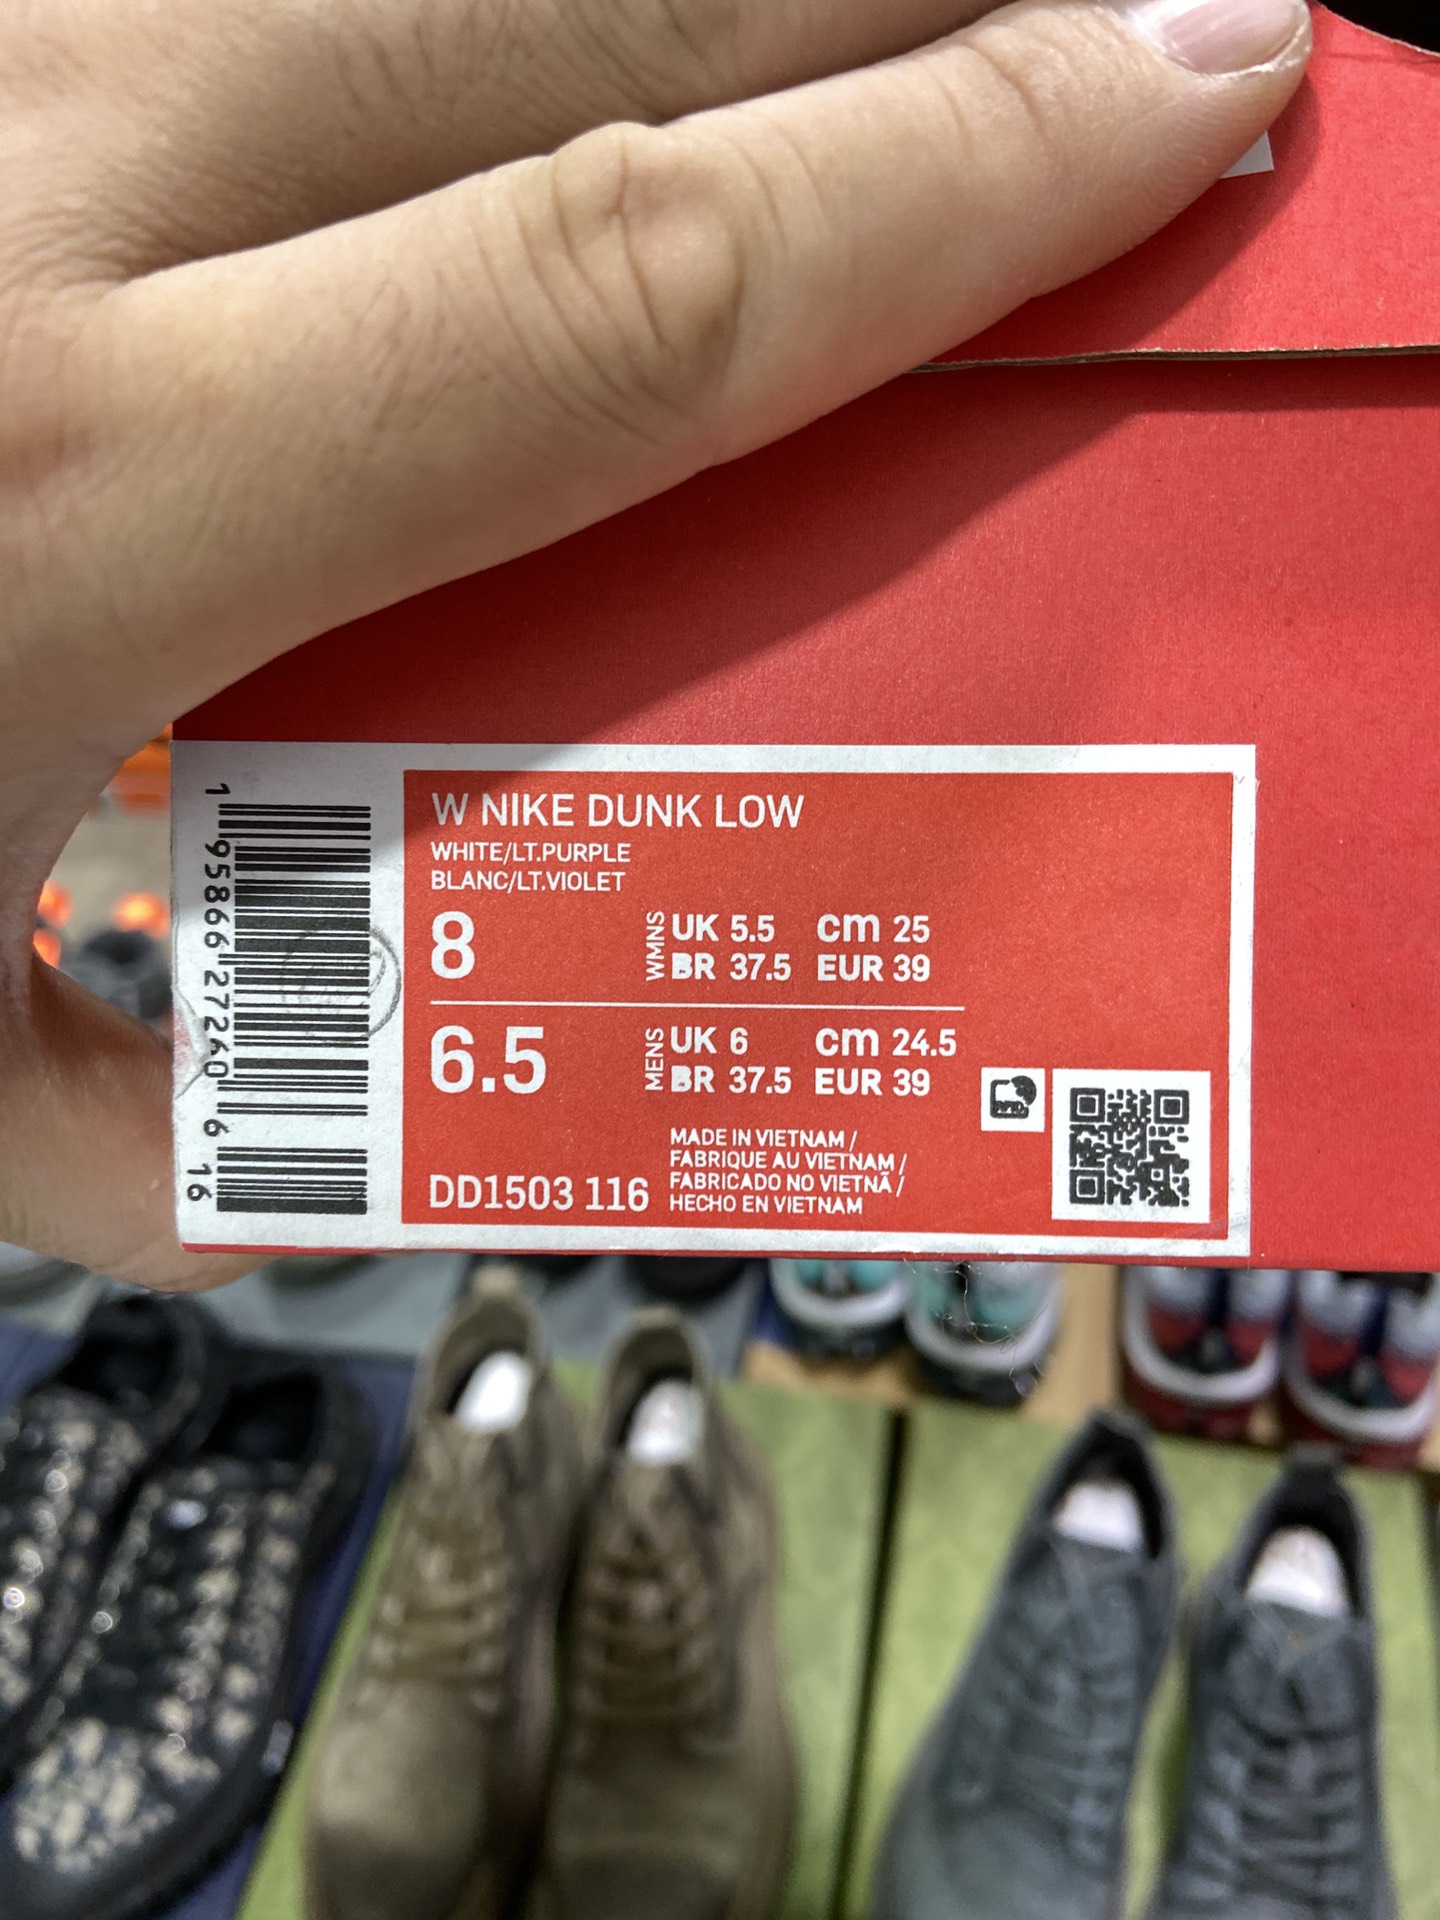 W NIKE DUNK LOW
WHITE/LT.PURPLE
BLANC/LT.VIOLET
8 WMNS UK 5.5 cm 25
BR 37.5 EUR 39
6.5 MENS UK 6 cm 24.5
BR 37.5 EUR 39
MADE IN VIETNAM /
FABRIQUE AU VIETNAM /
FABRICADO NO VIETNÃ /
HECHO EN VIETNAM
DD1503 116
1 95866 27260 6 16